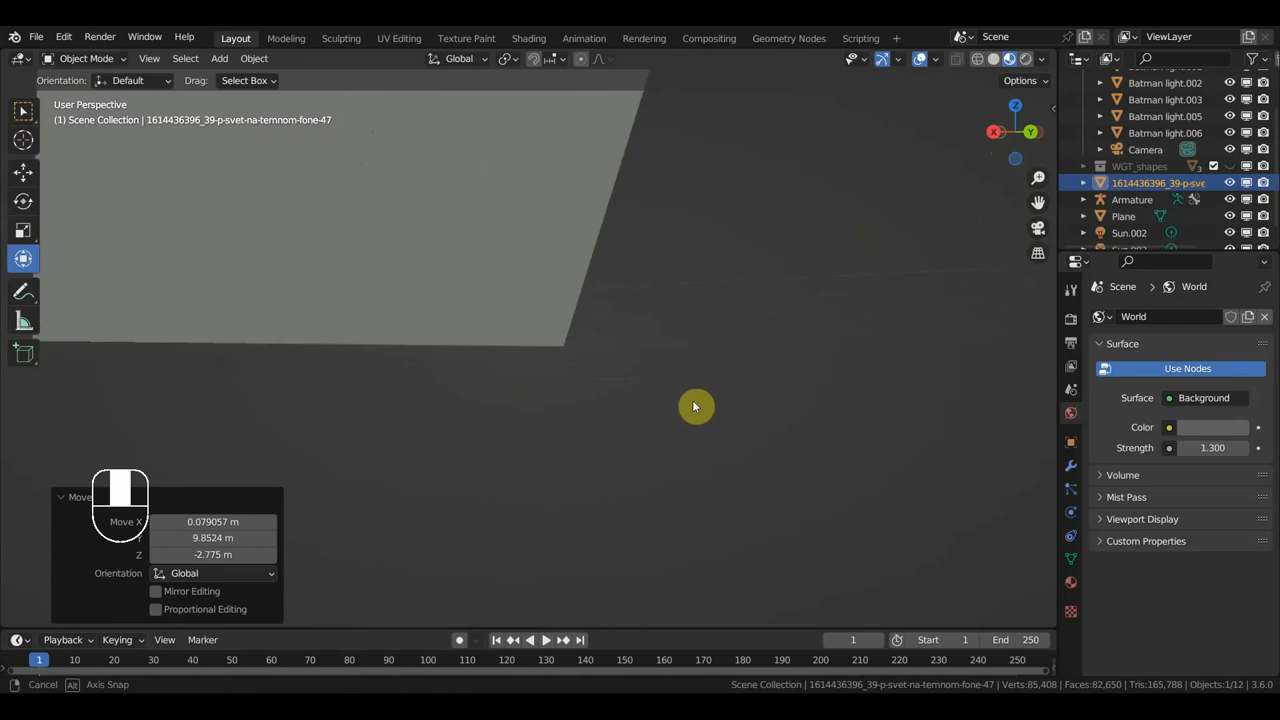 File Edit Render Window Help Layout Modeling Sculpting UV Editing Texture Paint Shading Animation Rendering Compositing Geometry Nodes Scripting + Scene ViewLayer
Object Mode View Select Add Object Global
Orientation: Default Drag: Select Box Options
User Perspective
(1) Scene Collection | 1614436396_39-p-svet-na-temnom-fone-47
X Y Z
Batman light.002
Batman light.003
Batman light.005
Batman light.006
Camera
WGT_shapes 3
1614436396_39-p-sve
Armature
Plane
Sun.002
Scene > World
World
Surface
Use Nodes
Surface Background
Color
Strength 1.300
Volume
Mist Pass
Viewport Display
Custom Properties
Move
Move X 0.079057 m
9.8524 m
Z -2.775 m
Orientation Global
Mirror Editing
Proportional Editing
Playback Keying View Marker 1 Start 1 End 250
1 10 20 30 40 50 60 70 80 90 100 110 120 130 140 150 160 170 180 190 200 210 220 230 240 250
Cancel Alt Axis Snap Scene Collection | 1614436396_39-p-svet-na-temnom-fone-47 | Verts:85,408 | Faces:82,650 | Tris:165,788 | Objects:1/12 | 3.6.0